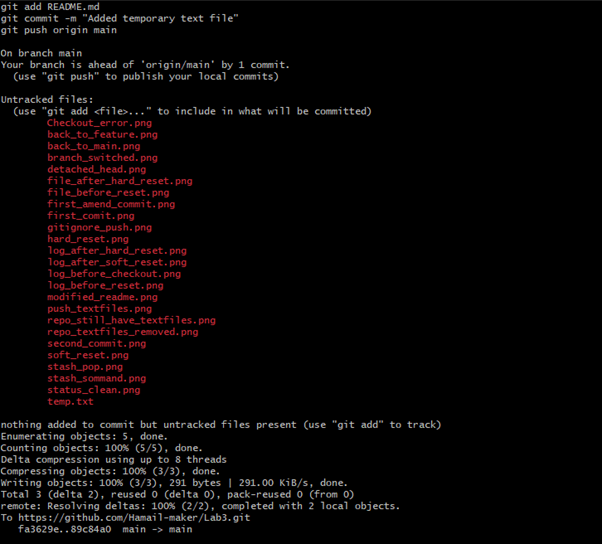 git add README.md
git commit -m "Added temporary text file"
git push origin main
On branch main
Your branch is ahead of 'origin/main' by 1 commit.
(use "git push" to publish your local commits)
Untracked files:
(use "git add <file>..." to include in what will be committed)
Checkout_error.png
back_to_feature.png
back_to_main.png
branch_switched.png
detached_head.png
file_after_hard_reset.png
file_before_reset.png
first_amend_commit.png
first_comit.png
gitignore_push.png
hard_reset.png
log_after_hard_reset.png
log_after_soft_reset.png
log_before_checkout.png
log_before_reset.png
modified_readme.png
push_textfiles.png
repo_still_have_textfiles.png
repo_textfiles_removed.png
second_commit.png
soft_reset.png
stash_pop.png
stash_sommand.png
status_clean.png
temp.txt
nothing added to commit but untracked files present (use "git add" to track)
Enumerating objects: 5, done.
Counting objects: 100% (5/5), done.
Delta compression using up to 8 threads
Compressing objects: 100% (3/3), done.
Writing objects: 100% (3/3), 291 bytes | 291.00 KiB/s, done.
Total 3 (delta 2), reused 0 (delta 0), pack-reused 0 (from 0)
remote: Resolving deltas: 100% (2/2), completed with 2 local objects.
To https://github.com/Hamail-maker/Lab3.git
fa3629e..89c84a0  main -> main